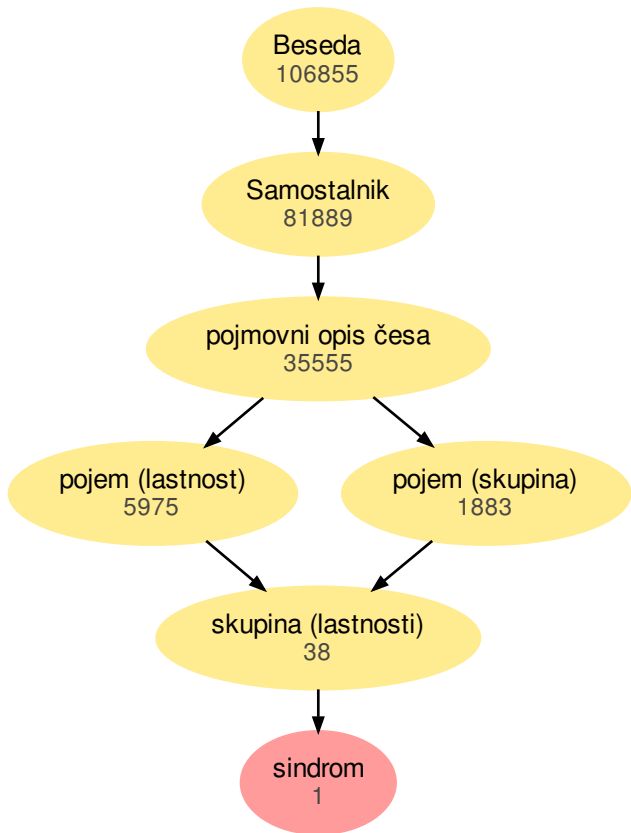 Beseda
106855
Samostalnik
81889
pojmovni opis česa
35555
pojem (lastnost)
5975
pojem (skupina)
1883
skupina (lastnosti)
38
sindrom
1